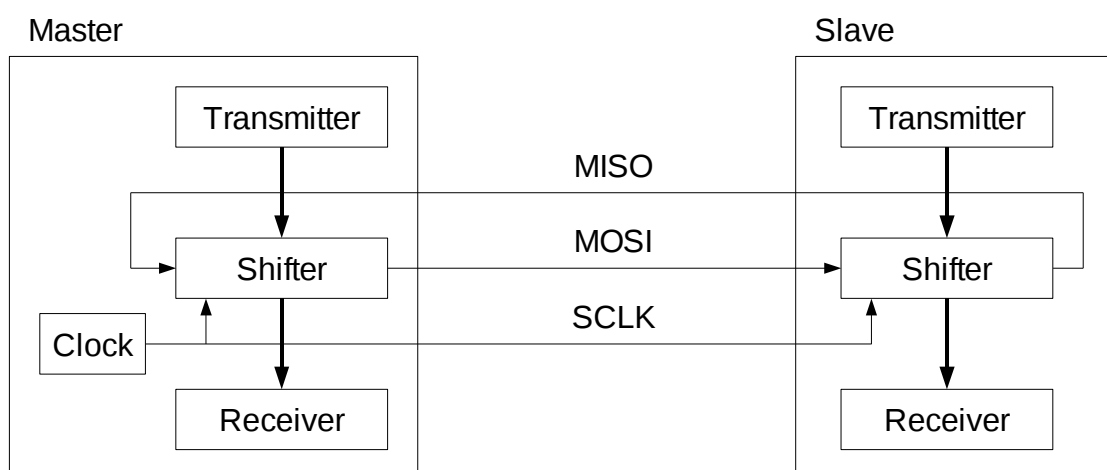 Master
Slave
Transmitter
Transmitter
MISO
Shifter
MOSI
Shifter
SCLK
Clock
Receiver
Receiver